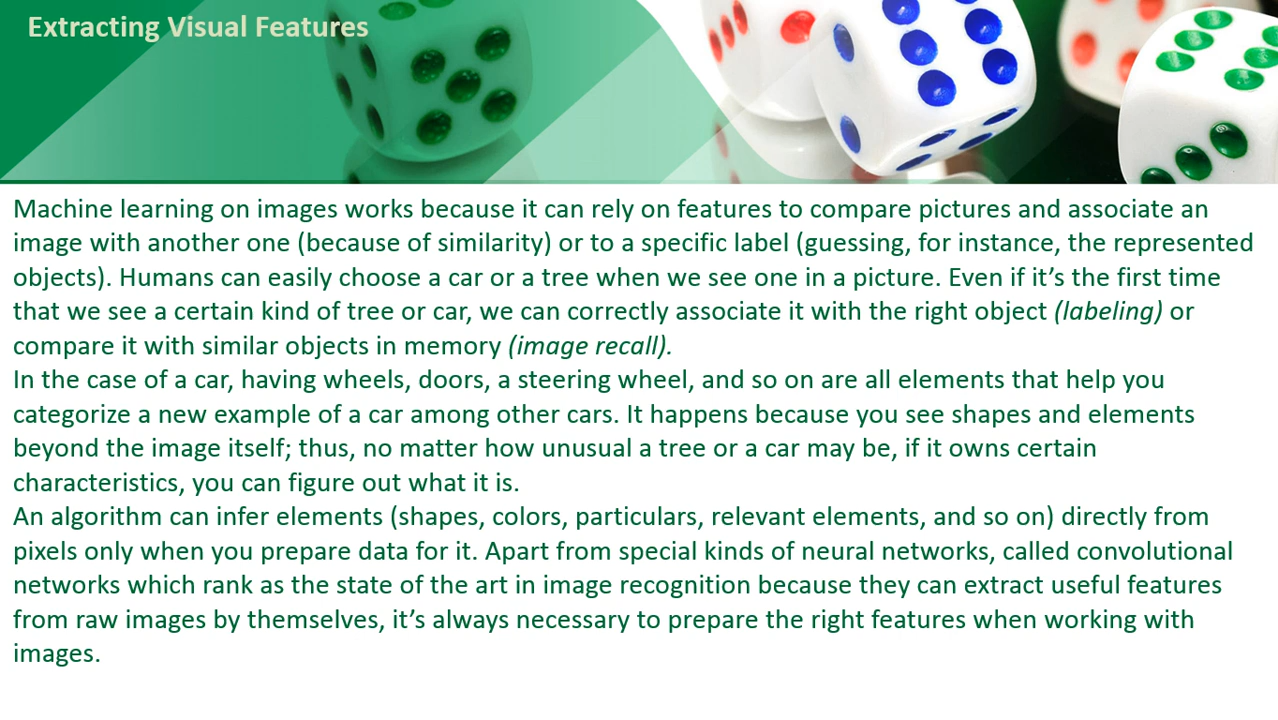 Extracting Visual Features
Machine learning on images works because it can rely on features to compare pictures and associate an
image with another one (because of similarity) or to a specific label (guessing, for instance, the represented
objects). Humans can easily choose a car or a tree when we see one in a picture. Even if it’s the first time
that we see a certain kind of tree or car, we can correctly associate it with the right object (labeling) or
compare it with similar objects in memory (image recall).
In the case of a car, having wheels, doors, a steering wheel, and so on are all elements that help you
categorize a new example of a car among other cars. It happens because you see shapes and elements
beyond the image itself; thus, no matter how unusual a tree or a car may be, if it owns certain
characteristics, you can figure out what it is.
An algorithm can infer elements (shapes, colors, particulars, relevant elements, and so on) directly from
pixels only when you prepare data for it. Apart from special kinds of neural networks, called convolutional
networks which rank as the state of the art in image recognition because they can extract useful features
from raw images by themselves, it’s always necessary to prepare the right features when working with
images.